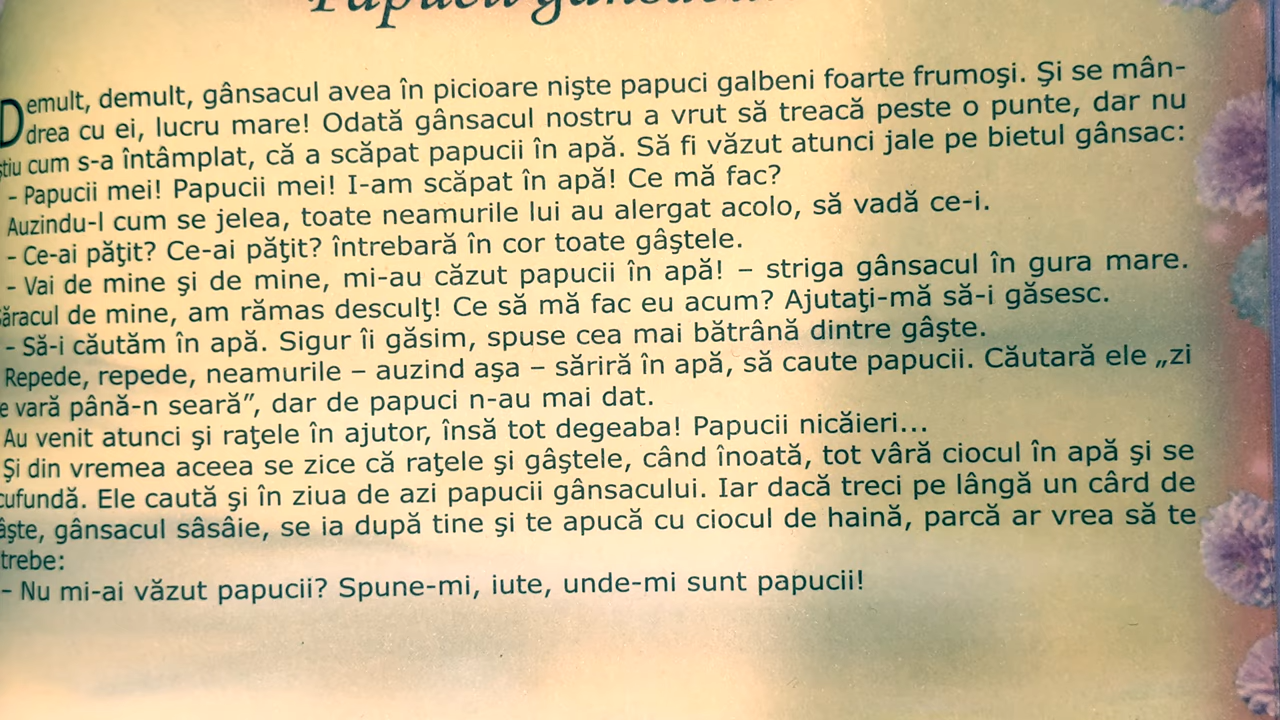 Papucii gânsacului
Demult, demult, gânsacul avea în picioare nişte papuci galbeni foarte frumoşi. Şi se mân-
drea cu ei, lucru mare! Odată gânsacul nostru a vrut să treacă peste o punte, dar nu
ştiu cum s-a întâmplat, că a scăpat papucii în apă. Să fi văzut atunci jale pe bietul gânsac:
- Papucii mei! Papucii mei! I-am scăpat în apă! Ce mă fac?
Auzindu-l cum se jelea, toate neamurile lui au alergat acolo, să vadă ce-i.
- Ce-ai păţit? Ce-ai păţit? întrebară în cor toate gâştele.
- Vai de mine şi de mine, mi-au căzut papucii în apă! – striga gânsacul în gura mare.
Săracul de mine, am rămas desculţ! Ce să mă fac eu acum? Ajutaţi-mă să-i găsesc.
- Să-i căutăm în apă. Sigur îi găsim, spuse cea mai bătrână dintre gâşte.
Repede, repede, neamurile – auzind aşa – săriră în apă, să caute papucii. Căutară ele „zi
e vară până-n seară”, dar de papuci n-au mai dat.
Au venit atunci şi raţele în ajutor, însă tot degeaba! Papucii nicăieri...
Şi din vremea aceea se zice că raţele şi gâştele, când înoată, tot vâră ciocul în apă şi se
cufundă. Ele caută şi în ziua de azi papucii gânsacului. Iar dacă treci pe lângă un cârd de
âşte, gânsacul sâsâie, se ia după tine şi te apucă cu ciocul de haină, parcă ar vrea să te
trebe:
- Nu mi-ai văzut papucii? Spune-mi, iute, unde-mi sunt papucii!